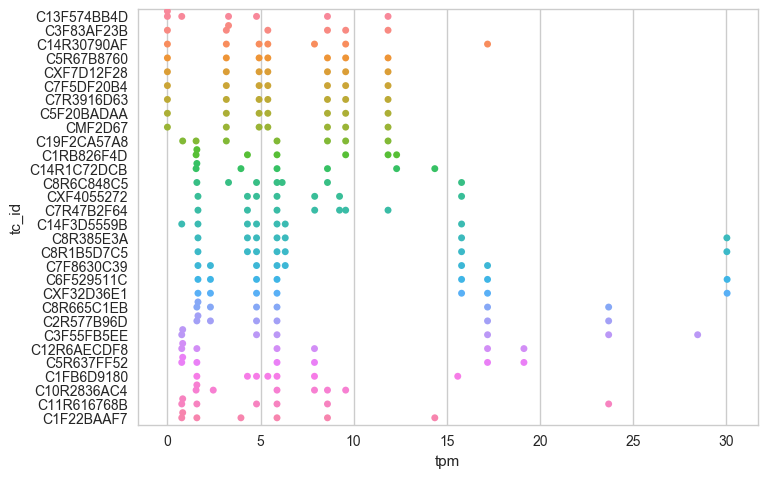 C13F574BB4D
C3F83AF23B
C14R30790AF
C5R67B8760
CXF7D12F28
C7F5DF20B4
C7R3916D63
C5F20BADAA
CMF2D67
C19F2CA57A8
C1RB826F4D
C14R1C72DCB
C8R6C848C5
CXF4055272
C7R47B2F64
C14F3D5559B
C8R385E3A
C8R1B5D7C5
C7F8630C39
C6F529511C
CXF32D36E1
C8R665C1EB
C2R577B96D
C3F55FB5EE
C12R6AECDF8
C5R637FF52
C1FB6D9180
C10R2836AC4
C11R616768B
C1F22BAAF7
tc_id
0 5 10 15 20 25 30
tpm